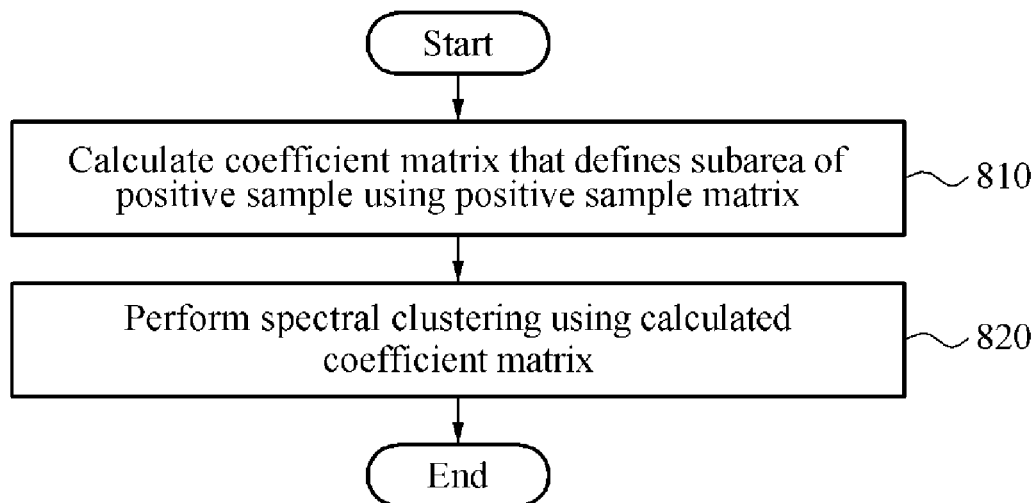 Start
Calculate coefficient matrix that defines subarea of
positive sample using positive sample matrix
810
Perform spectral clustering using calculated
coefficient matrix
820
End